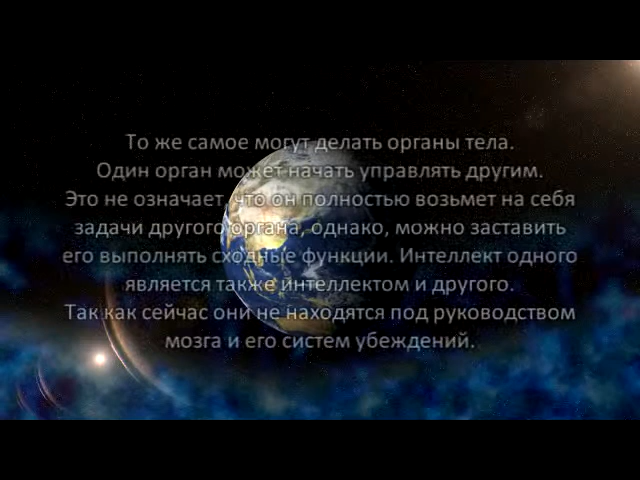 То же самое могут делать органы тела.
Один орган может начать управлять другим.
Это не означает, что он полностью возьмет на себя
задачи другого органа, однако, можно заставить
его выполнять сходные функции. Интеллект одного
является также интеллектом и другого.
Так как сейчас они не находятся под руководством
мозга и его систем убеждений.